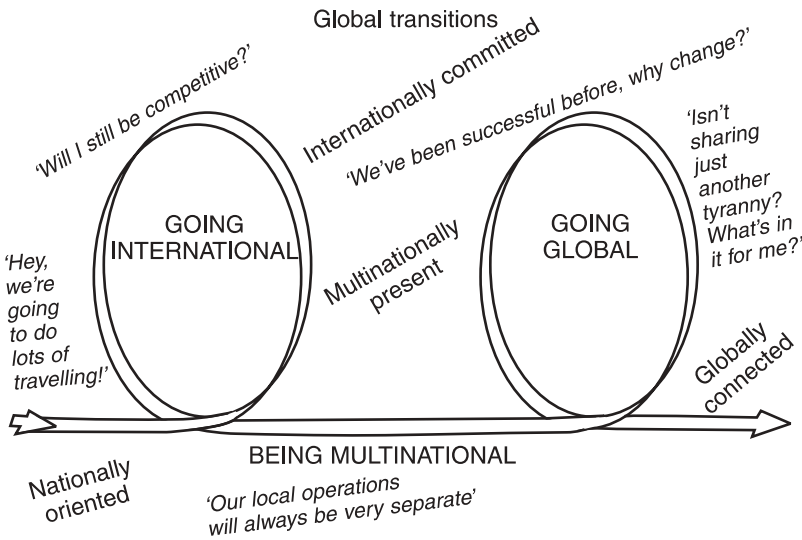 Global transitions
'Will I still be competitive?'
Internationally committed
'We've been successful before, why change?'
'Isn't
sharing
just
another
tyranny?
What's in
it for me?'
GOING
INTERNATIONAL
Multinationally
present
GOING
GLOBAL
'Hey,
we're
going
to do
lots of
travelling!'
Globally
connected
Nationally
oriented
BEING MULTINATIONAL
'Our local operations
will always be very separate'